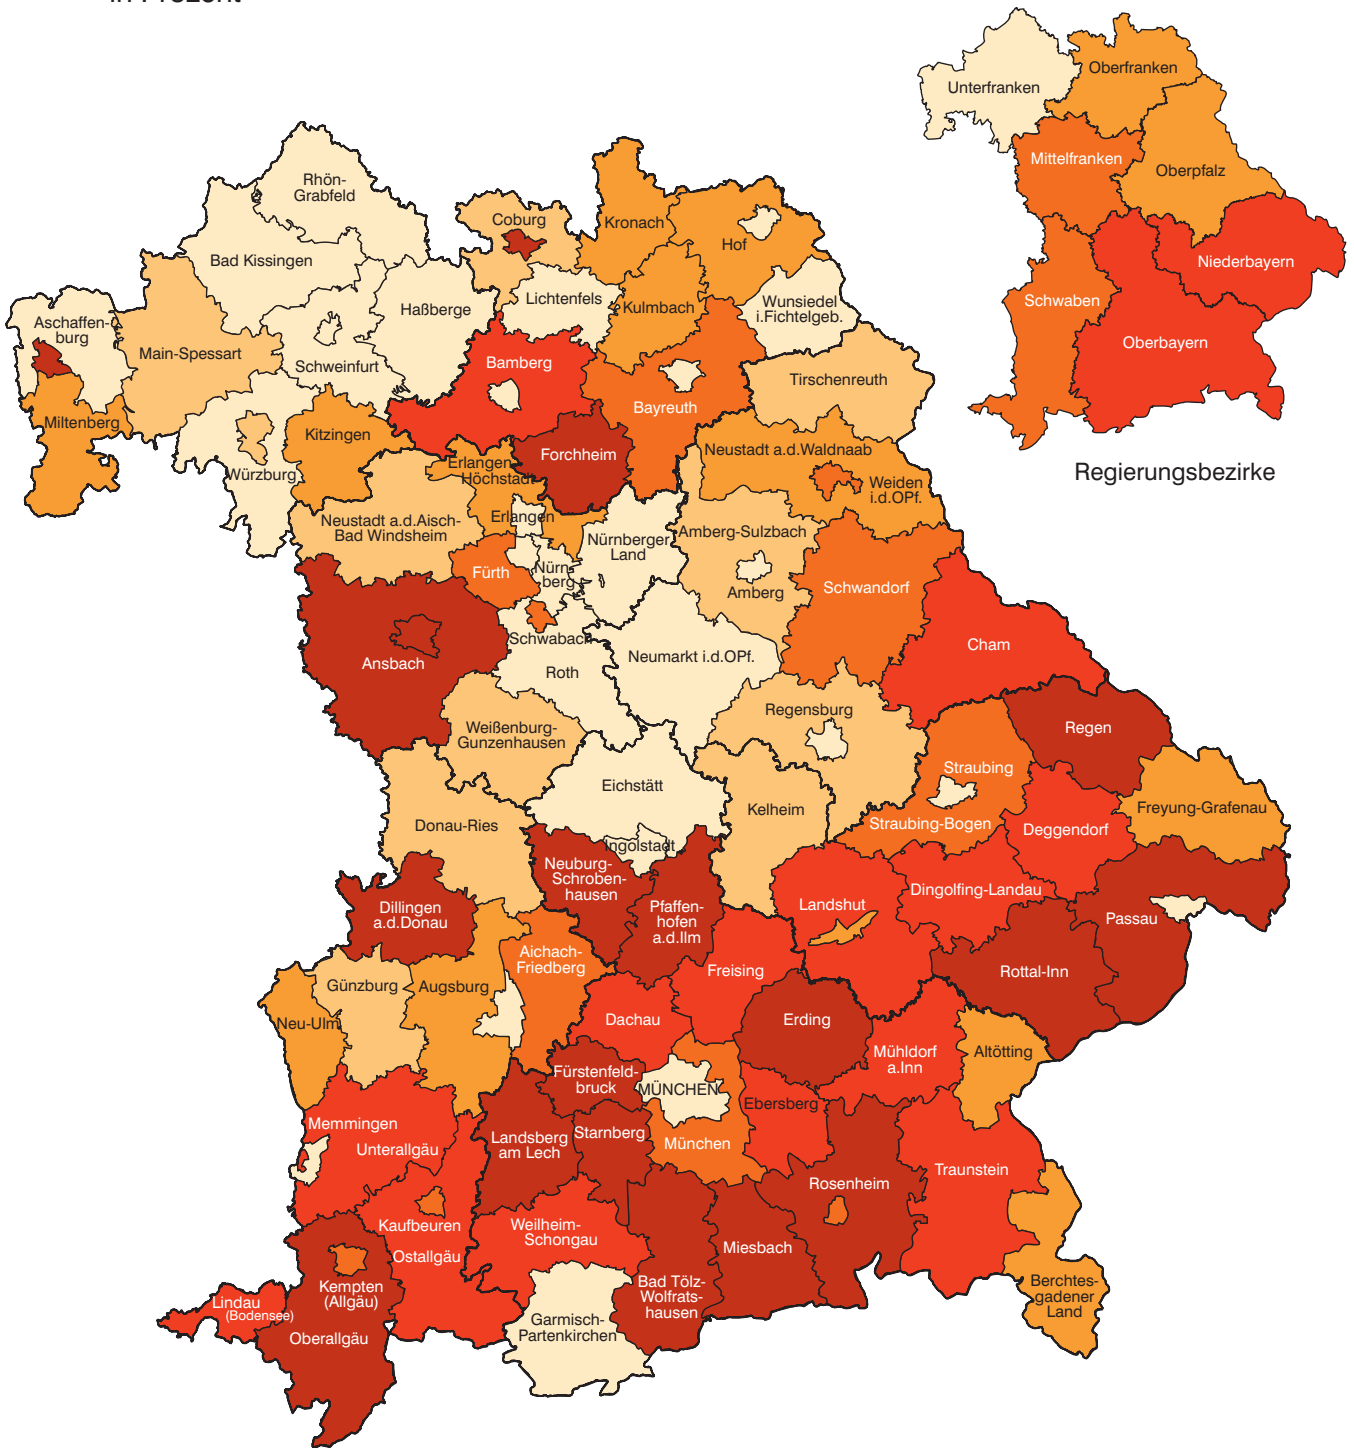 in Prozent
Unterfranken
Oberfranken
Mittelfranken
Oberpfalz
Niederbayern
Schwaben
Oberbayern
Regierungsbezirke
Rhön-
Grabfeld
Bad Kissingen
Coburg
Kronach
Hof
Haßberge
Lichtenfels
Kulmbach
Wunsiedel
i.Fichtelgeb.
Aschaffen-
burg
Main-Spessart
Schweinfurt
Bamberg
Tirschenreuth
Miltenberg
Kitzingen
Bayreuth
Forchheim
Würzburg
Erlangen-
Höchstadt
Neustadt a.d.Waldnaab
Weiden
i.d.OPf.
Neustadt a.d.Aisch-
Bad Windsheim
Erlangen
Nürnberger
Land
Amberg-Sulzbach
Fürth
Nürn-
berg
Amberg
Schwandorf
Ansbach
Schwabach
Roth
Neumarkt i.d.OPf.
Cham
Weißenburg-
Gunzenhausen
Regensburg
Regen
Eichstätt
Straubing
Kelheim
Freyung-Grafenau
Donau-Ries
Straubing-Bogen
Deggendorf
Ingolstadt
Neuburg-
Schroben-
hausen
Dingolfing-Landau
Dillingen
a.d.Donau
Pfaffen-
hofen
a.d.Ilm
Landshut
Passau
Aichach-
Friedberg
Freising
Rottal-Inn
Günzburg
Augsburg
Neu-Ulm
Dachau
Erding
Mühldorf
a.Inn
Altötting
Fürstenfeld-
bruck
MÜNCHEN
Ebersberg
Memmingen
Unterallgäu
Landsberg
am Lech
Starnberg
München
Traunstein
Rosenheim
Kaufbeuren
Ostallgäu
Weilheim-
Schongau
Miesbach
Kempten
(Allgäu)
Bad Tölz-
Wolfrats-
hausen
Berchtes-
gadener
Land
Lindau
(Bodensee)
Oberallgäu
Garmisch-
Partenkirchen